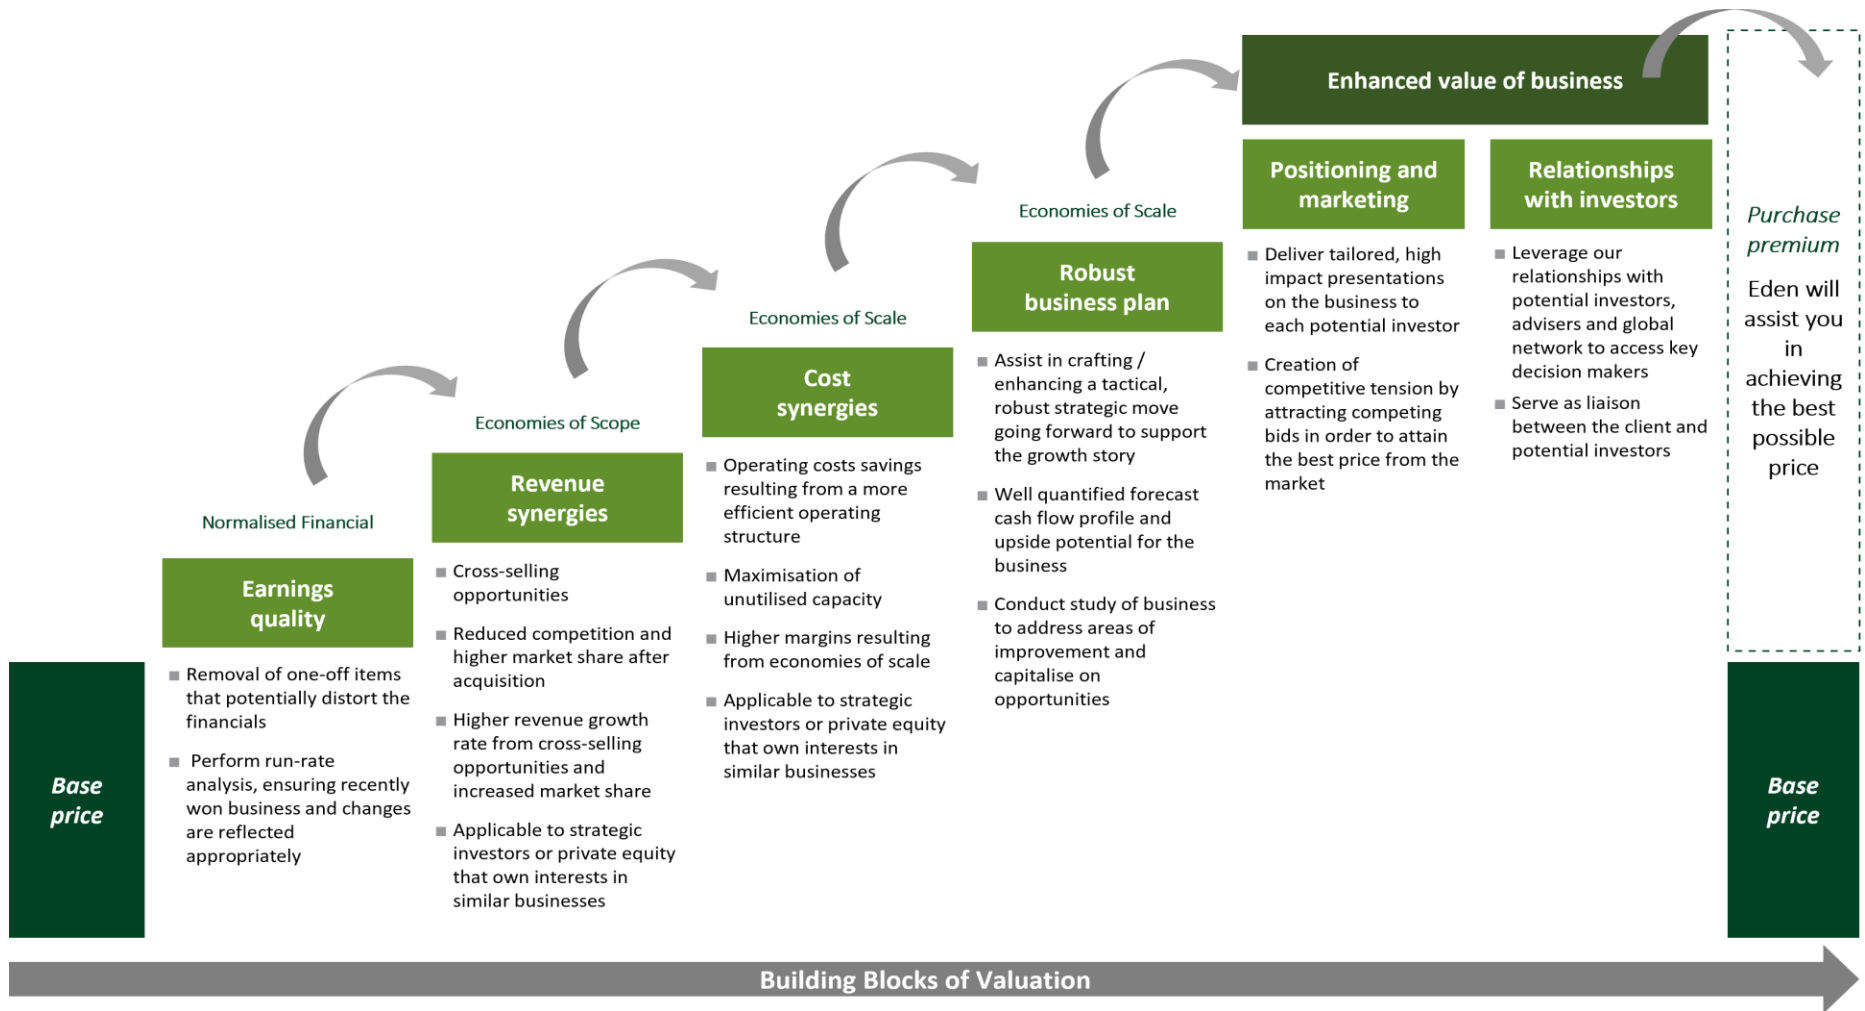 Base
price
Normalised Financial
Earnings
quality
Removal of one-off items
that potentially distort the
financials
Perform run-rate
analysis, ensuring recently
won business and changes
are reflected
appropriately
Economies of Scope
Revenue
synergies
Cross-selling
opportunities
Reduced competition and
higher market share after
acquisition
Higher revenue growth
rate from cross-selling
opportunities and
increased market share
Applicable to strategic
investors or private equity
that own interests in
similar businesses
Economies of Scale
Cost
synergies
Operating costs savings
resulting from a more
efficient operating
structure
Maximisation of
unutilised capacity
Higher margins resulting
from economies of scale
Applicable to strategic
investors or private equity
that own interests in
similar businesses
Economies of Scale
Robust
business plan
Assist in crafting /
enhancing a tactical,
robust strategic move
going forward to support
the growth story
Well quantified forecast
cash flow profile and
upside potential for the
business
Conduct study of business
to address areas of
improvement and
capitalise on
opportunities
Enhanced value of business
Positioning and
marketing
Deliver tailored, high
impact presentations
on the business to
each potential investor
Creation of
competitive tension by
attracting competing
bids in order to attain
the best price from the
market
Relationships
with investors
Leverage our
relationships with
potential investors,
advisers and global
network to access key
decision makers
Serve as liaison
between the client and
potential investors
Purchase
premium
Eden will
assist you
in
achieving
the best
possible
price
Base
price
Building Blocks of Valuation